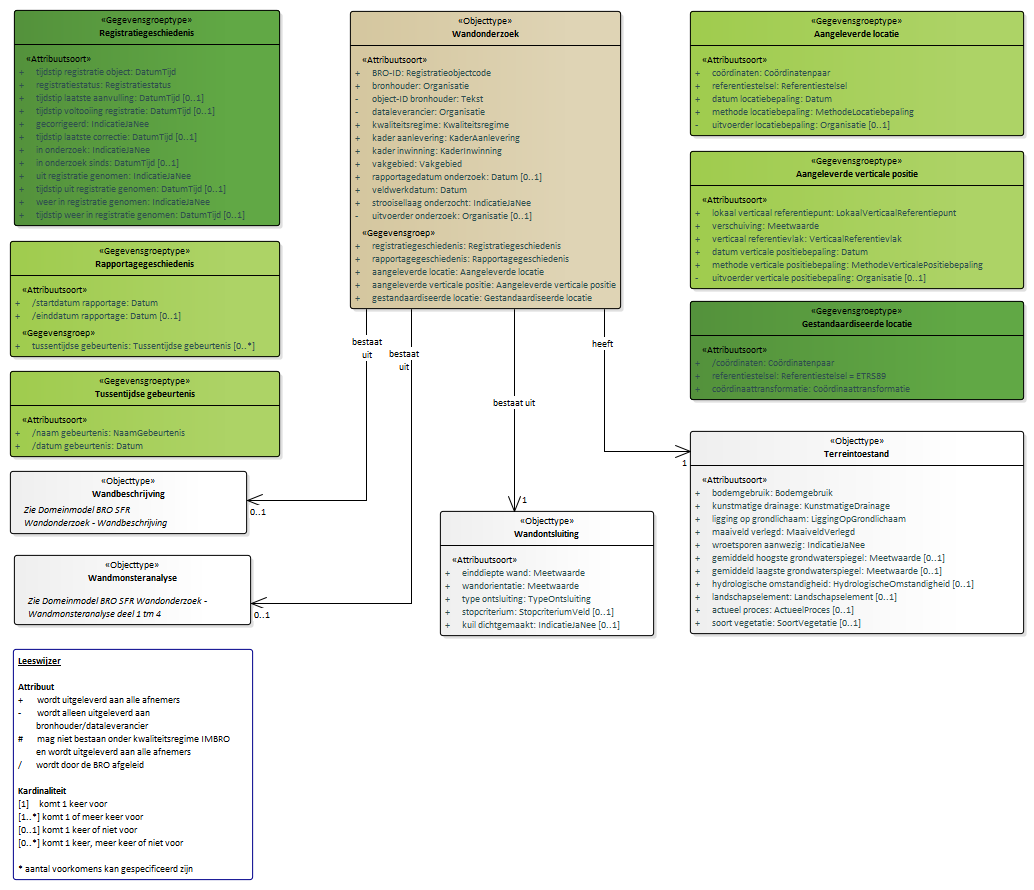 «Gegevensgroeptype»
Registratiegeschiedenis
«Attribuutsoort»
+ tijdstip registratie object: DatumTijd
+ registratiestatus: Registratiestatus
+ tijdstip laatste aanvulling: DatumTijd [0..1]
+ tijdstip voltooiing registratie: DatumTijd [0..1]
+ gecorrigeerd: IndicatieJaNee
+ tijdstip laatste correctie: DatumTijd [0..1]
+ in onderzoek: IndicatieJaNee
+ in onderzoek sinds: DatumTijd [0..1]
+ uit registratie genomen: IndicatieJaNee
+ tijdstip uit registratie genomen: DatumTijd [0..1]
+ weer in registratie genomen: IndicatieJaNee
+ tijdstip weer in registratie genomen: DatumTijd [0..1]
«Gegevensgroeptype»
Rapportagegeschiedenis
«Attribuutsoort»
+ /startdatum rapportage: Datum
+ /einddatum rapportage: Datum [0..1]
«Gegevensgroep»
+ tussentijdse gebeurtenis: Tussentijdse gebeurtenis [0..*]
«Gegevensgroeptype»
Tussentijdse gebeurtenis
«Attribuutsoort»
+ /naam gebeurtenis: NaamGebeurtenis
+ /datum gebeurtenis: Datum
«Objecttype»
Wandbeschrijving
Zie Domeinmodel BRO SFR
Wandonderzoek - Wandbeschrijving
«Objecttype»
Wandmonsteranalyse
Zie Domeinmodel BRO SFR Wandonderzoek -
Wandmonsteranalyse deel 1 tm 4
«Objecttype»
Wandonderzoek
«Attribuutsoort»
+ BRO-ID: Registratieobjectcode
+ bronhouder: Organisatie
- object-ID bronhouder: Tekst
- dataleverancier: Organisatie
+ kwaliteitsregime: Kwaliteitsregime
+ kader aanlevering: KaderAanlevering
+ kader inwinning: KaderInwinning
+ vakgebied: Vakgebied
+ rapportagedatum onderzoek: Datum [0..1]
+ veldwerkdatum: Datum
+ strooisellaag onderzocht: IndicatieJaNee
- uitvoerder onderzoek: Organisatie [0..1]
«Gegevensgroep»
+ registratiegeschiedenis: Registratiegeschiedenis
+ rapportagegeschiedenis: Rapportagegeschiedenis
+ aangeleverde locatie: Aangeleverde locatie
+ aangeleverde verticale positie: Aangeleverde verticale positie
+ gestandaardiseerde locatie: Gestandaardiseerde locatie
bestaat
uit
bestaat
uit
bestaat uit
heeft
0..1
0..1
1
1
«Objecttype»
Wandontsluiting
«Attribuutsoort»
+ einddiepte wand: Meetwaarde
+ wandorientatie: Meetwaarde
+ type ontsluiting: TypeOntsluiting
+ stopcriterium: StopcriteriumVeld [0..1]
+ kuil dichtgemaakt: IndicatieJaNee [0..1]
«Gegevensgroeptype»
Aangeleverde locatie
«Attribuutsoort»
+ coördinaten: Coördinatenpaar
+ referentiestelsel: Referentiestelsel
+ datum locatiebepaling: Datum
+ methode locatiebepaling: MethodeLocatiebepaling
- uitvoerder locatiebepaling: Organisatie [0..1]
«Gegevensgroeptype»
Aangeleverde verticale positie
«Attribuutsoort»
+ lokaal verticaal referentiepunt: LokaalVerticaalReferentiepunt
+ verschuiving: Meetwaarde
+ verticaal referentievlak: VerticaalReferentievlak
+ datum verticale positiebepaling: Datum
+ methode verticale positiebepaling: MethodeVerticalePositiebepaling
- uitvoerder verticale positiebepaling: Organisatie [0..1]
«Gegevensgroeptype»
Gestandaardiseerde locatie
«Attribuutsoort»
+ /coördinaten: Coördinatenpaar
+ referentiestelsel: Referentiestelsel = ETRS89
+ coördinaattransformatie: Coördinaattransformatie
«Objecttype»
Terreintoestand
«Attribuutsoort»
+ bodemgebruik: Bodemgebruik
+ kunstmatige drainage: KunstmatigeDrainage
+ ligging op grondlichaam: LiggingOpGrondlichaam
+ maaiveld verlegd: MaaiveldVerlegd
+ wroetsporen aanwezig: IndicatieJaNee
+ gemiddeld hoogste grondwaterspiegel: Meetwaarde [0..1]
+ gemiddeld laagste grondwaterspiegel: Meetwaarde [0..1]
+ hydrologische omstandigheid: HydrologischeOmstandigheid [0..1]
+ landschapselement: Landschapselement [0..1]
+ actueel proces: ActueelProces [0..1]
+ soort vegetatie: SoortVegetatie [0..1]
Leeswijzer
Attribuut
+ wordt uitgeleverd aan alle afnemers
- wordt alleen uitgeleverd aan
bronhouder/dataleverancier
# mag niet bestaan onder kwaliteitsregime IMBRO
en wordt uitgeleverd aan alle afnemers
/ wordt door de BRO afgeleid
Kardinaliteit
[1] komt 1 keer voor
[1..*] komt 1 of meer keer voor
[0..1] komt 1 keer of niet voor
[0..*] komt 1 keer, meer keer of niet voor
* aantal voorkomens kan gespecificeerd zijn